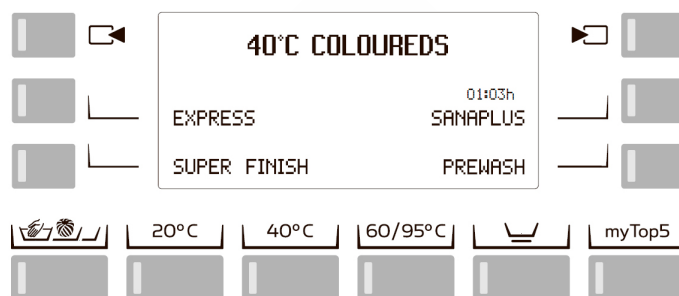 40°C COLOUREDS
01:03h
EXPRESS SANAPLUS
SUPER FINISH PREWASH
20°C 40°C 60/95°C myTop5